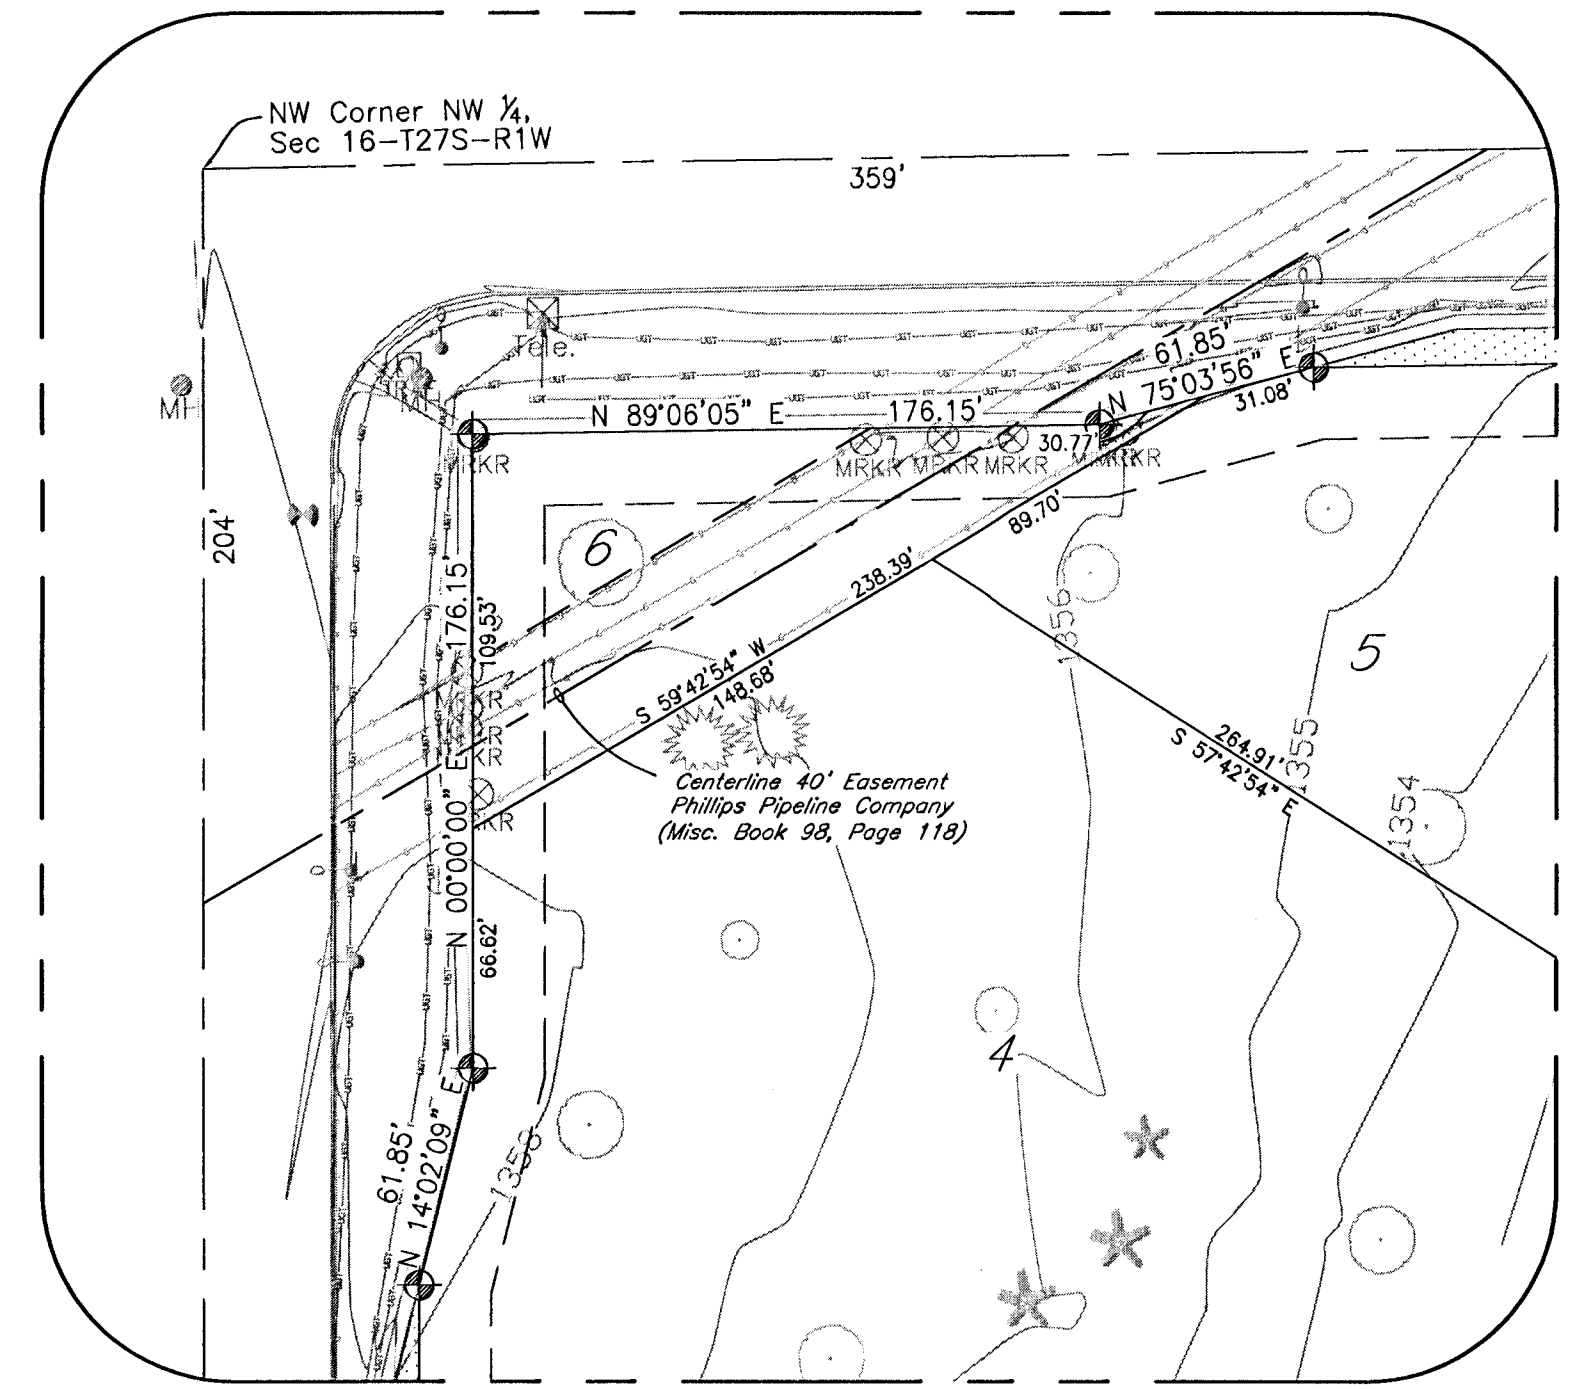 NW Corner NW ¼,
Sec 16-T27S-R1W
359'
204'
Tele.
MH
N 89°06'05" E 176.15'
61.85'
N 75°03'56" E
31.08'
30.77'
MRKR
MRKR
MRKR
MRKR
89.70'
238.39'
S 59°42'54" W
148.68'
6
5
4
176.15'
N 00°00'00" E
109.53'
66.62'
Centerline 40' Easement
Phillips Pipeline Company
(Misc. Book 98, Page 118)
264.91'
S 57°42'54" E
1356
1355
1354
1358
61.85'
N 14°02'09" E
UGT